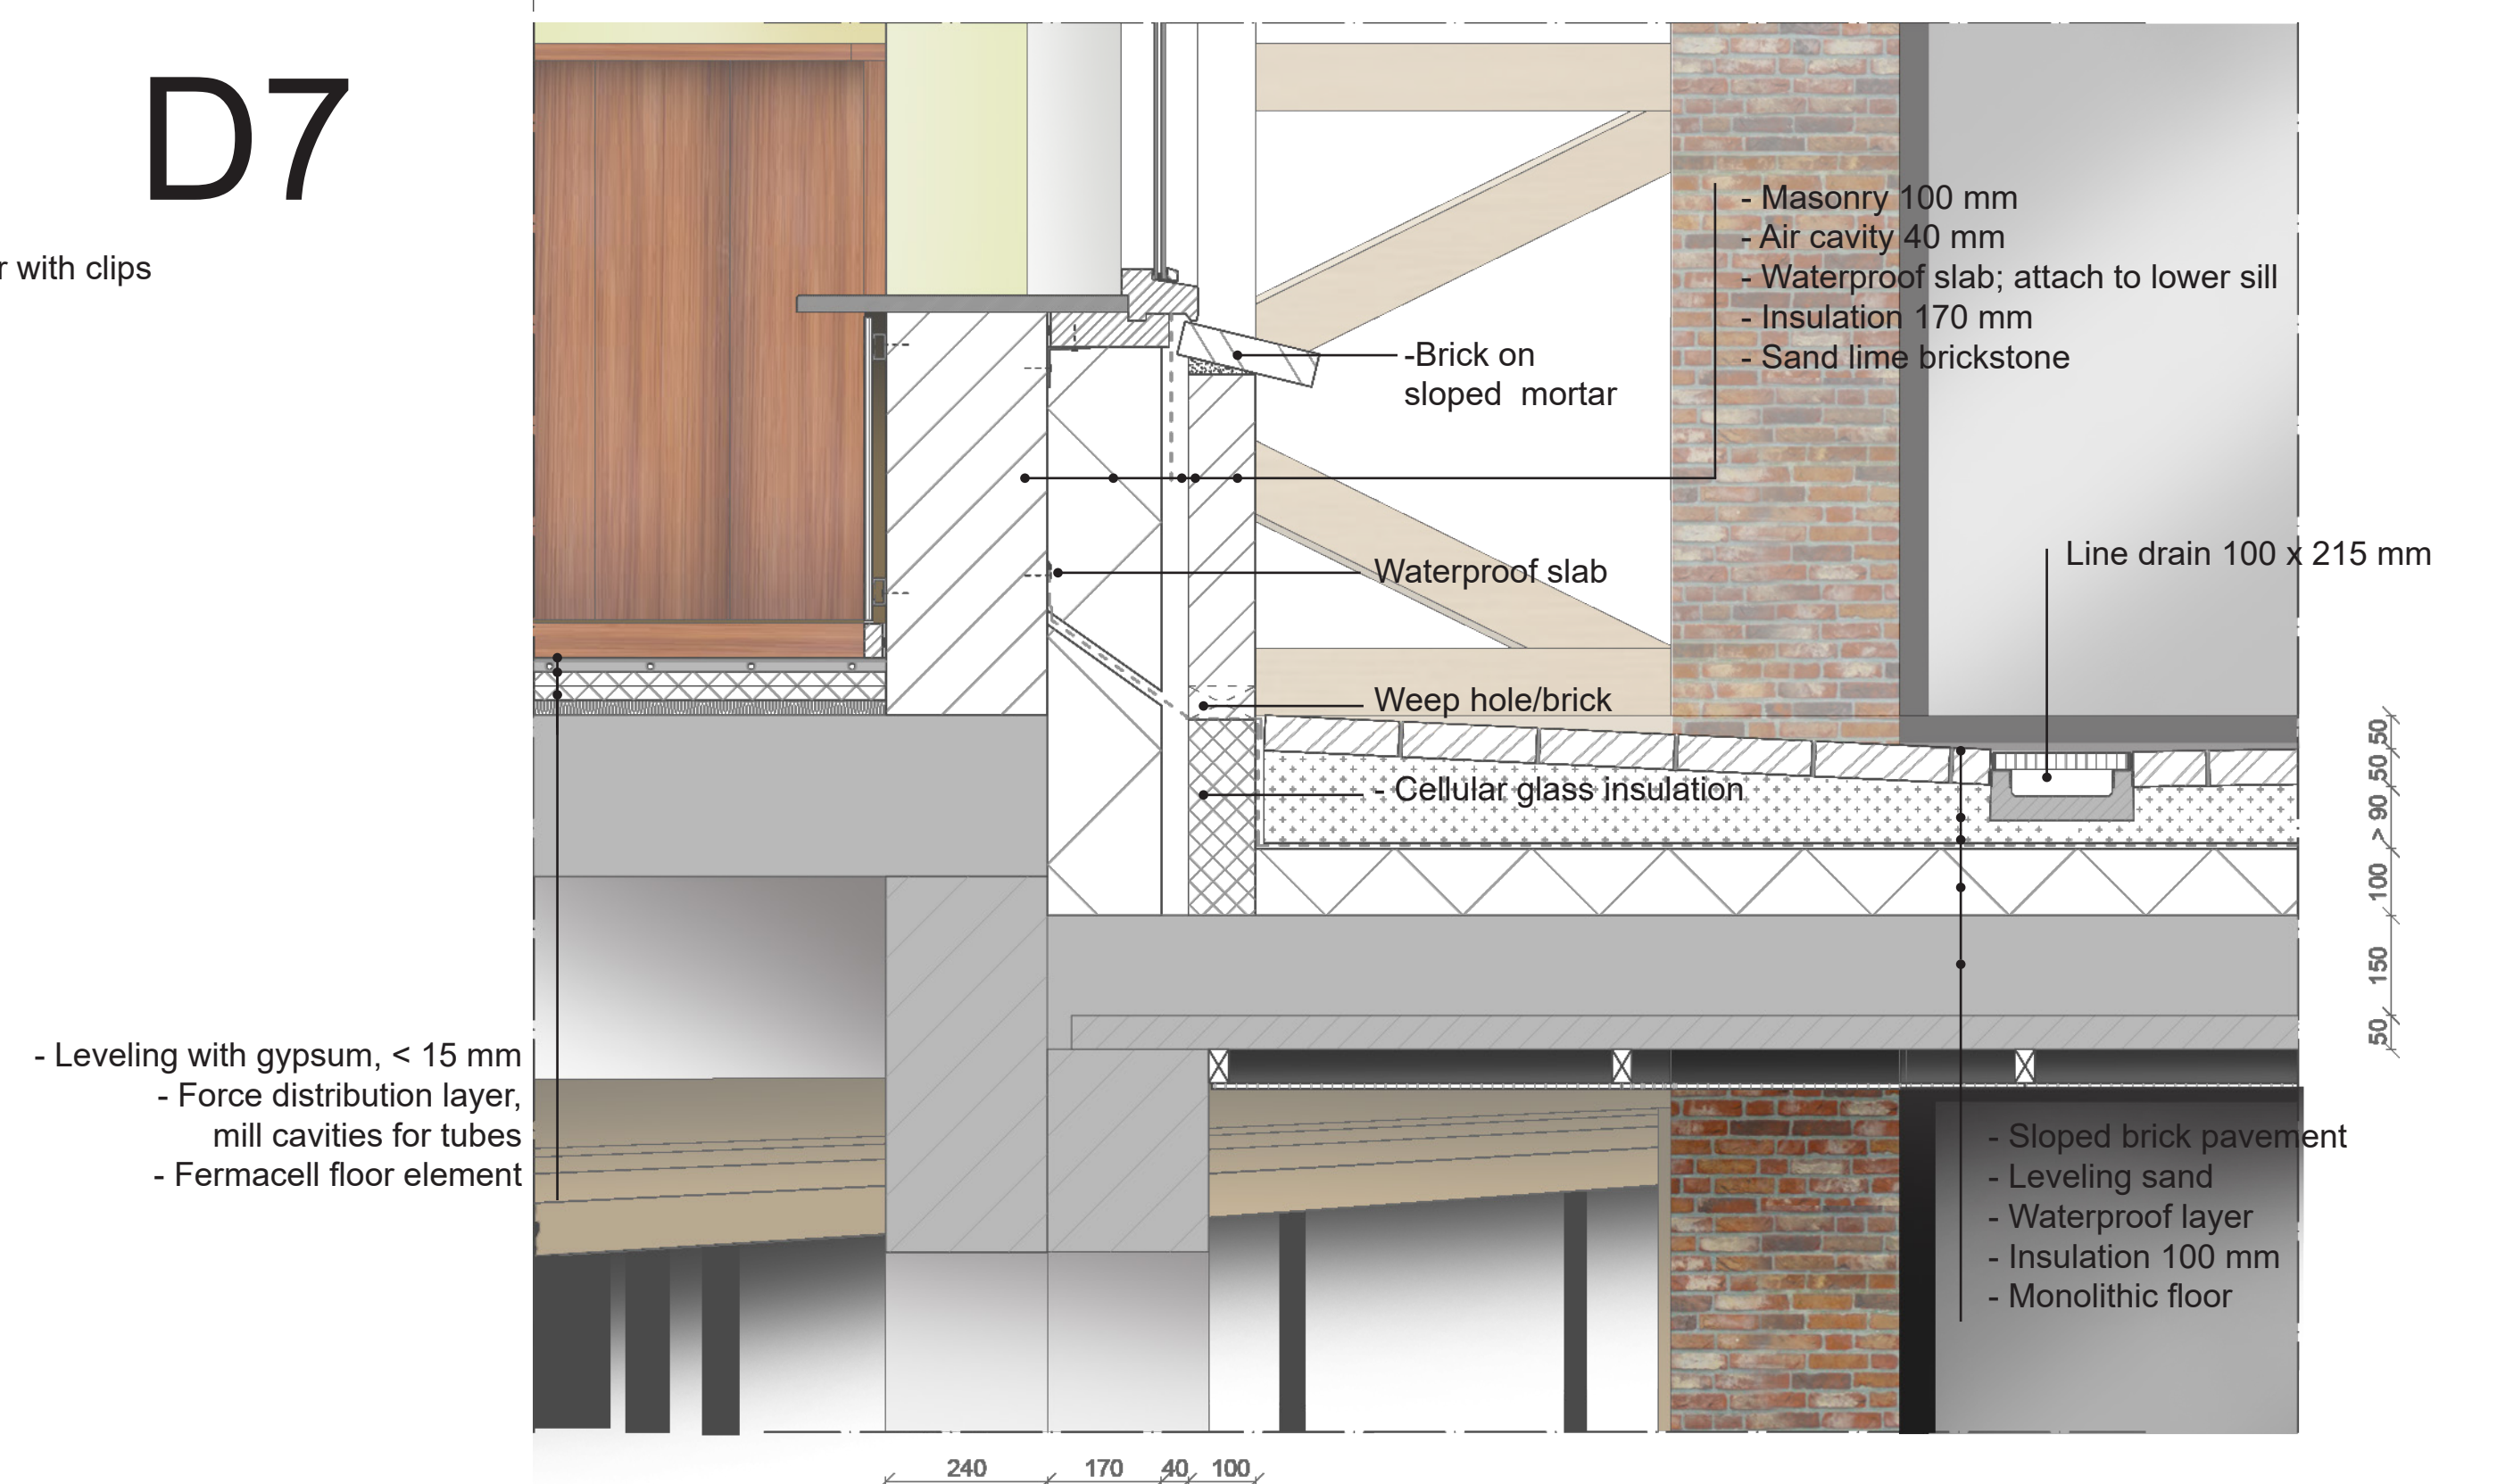 D7
r with clips
- Masonry 100 mm
- Air cavity 40 mm
- Waterproof slab; attach to lower sill
- Insulation 170 mm
- Sand lime brickstone
-Brick on
sloped mortar
Line drain 100 x 215 mm
Waterproof slab
Weep hole/brick
- Cellular glass insulation
50
50
> 90
100
150
50
- Leveling with gypsum, < 15 mm
- Force distribution layer,
mill cavities for tubes
- Fermacell floor element
- Sloped brick pavement
- Leveling sand
- Waterproof layer
- Insulation 100 mm
- Monolithic floor
240 170 40 100